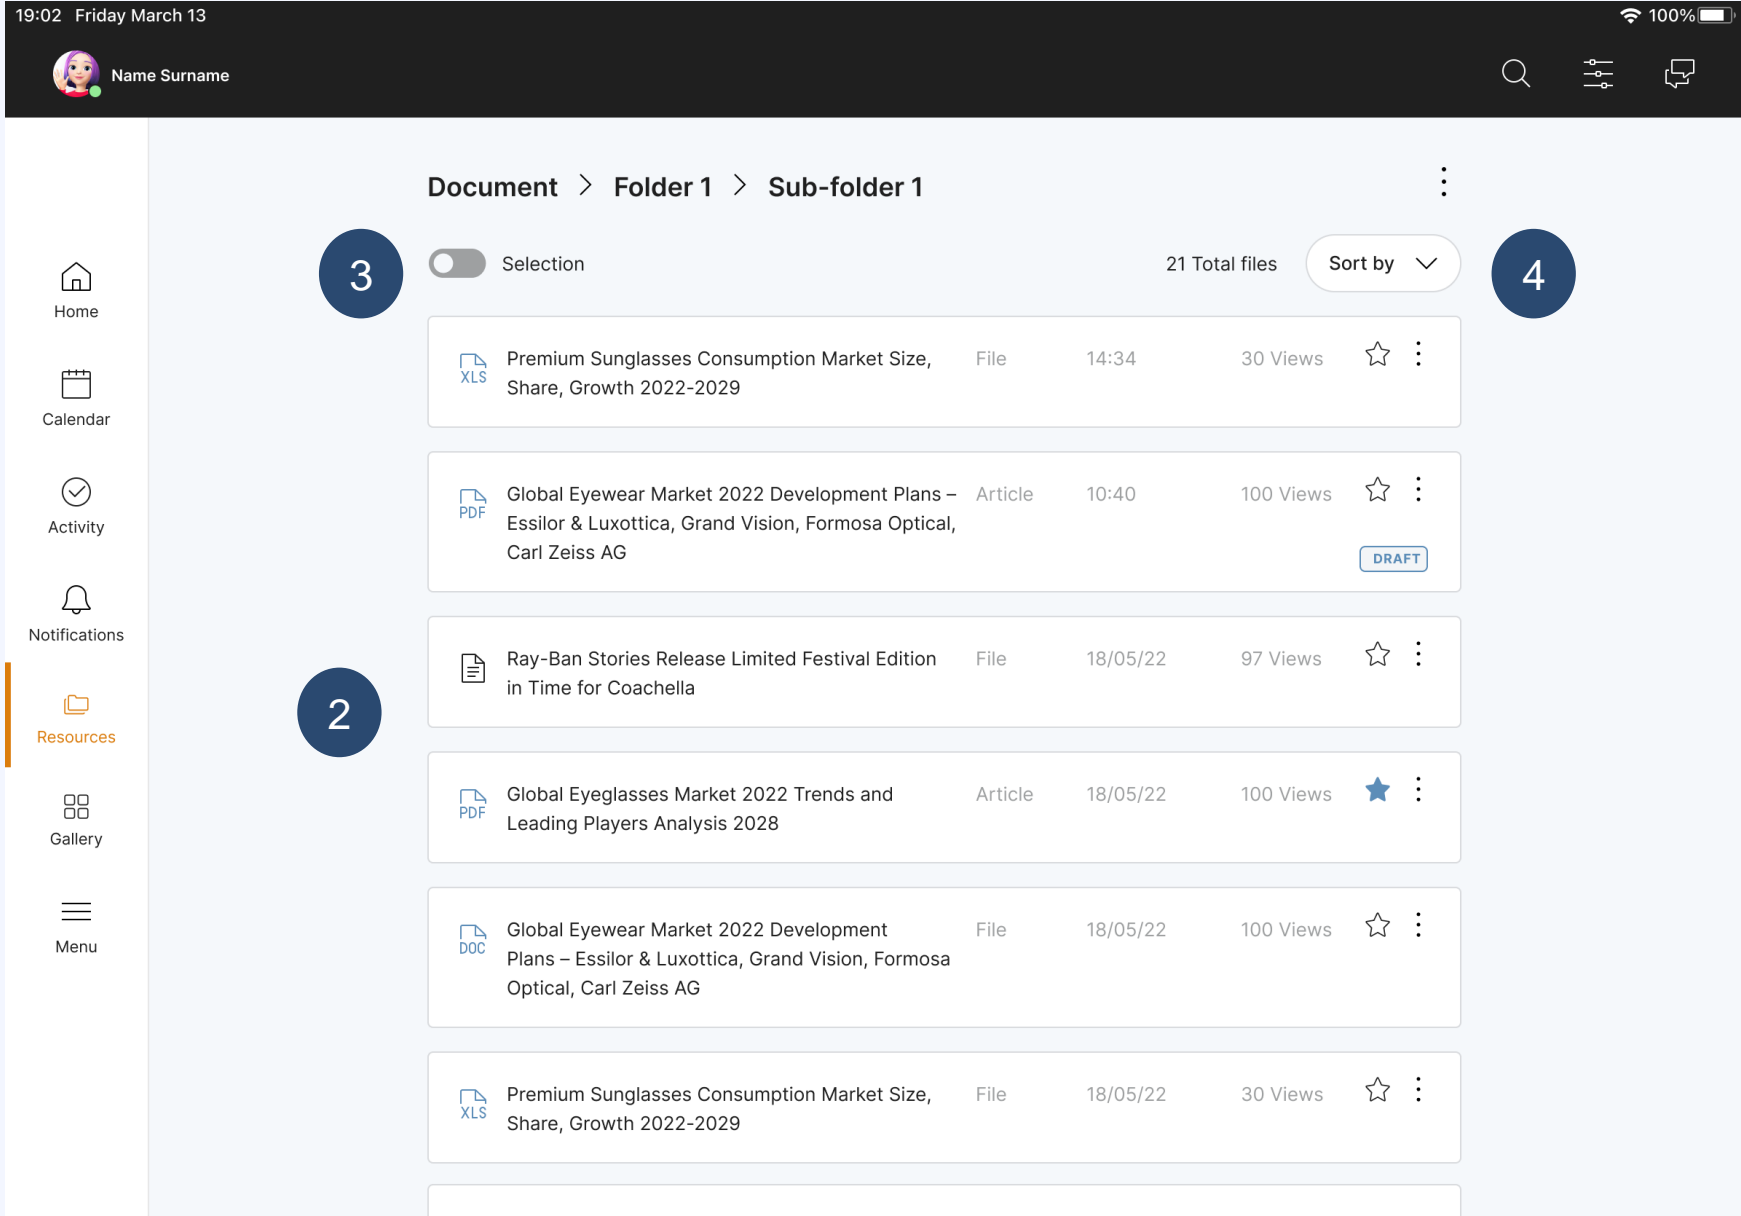 19:02 Friday March 13 100%
Name Surname
Document Folder 1 Sub-folder 1
3 Selection 21 Total files Sort by 4
Home
Calendar
Activity
Notifications
Resources
Gallery
Menu
XLS Premium Sunglasses Consumption Market Size, File 14:34 30 Views
Share, Growth 2022-2029
PDF Global Eyewear Market 2022 Development Plans – Article 10:40 100 Views
Essilor & Luxottica, Grand Vision, Formosa Optical,
Carl Zeiss AG
DRAFT
Ray-Ban Stories Release Limited Festival Edition File 18/05/22 97 Views
in Time for Coachella
2
PDF Global Eyeglasses Market 2022 Trends and Article 18/05/22 100 Views
Leading Players Analysis 2028
DOC Global Eyewear Market 2022 Development File 18/05/22 100 Views
Plans – Essilor & Luxottica, Grand Vision, Formosa
Optical, Carl Zeiss AG
XLS Premium Sunglasses Consumption Market Size, File 18/05/22 30 Views
Share, Growth 2022-2029